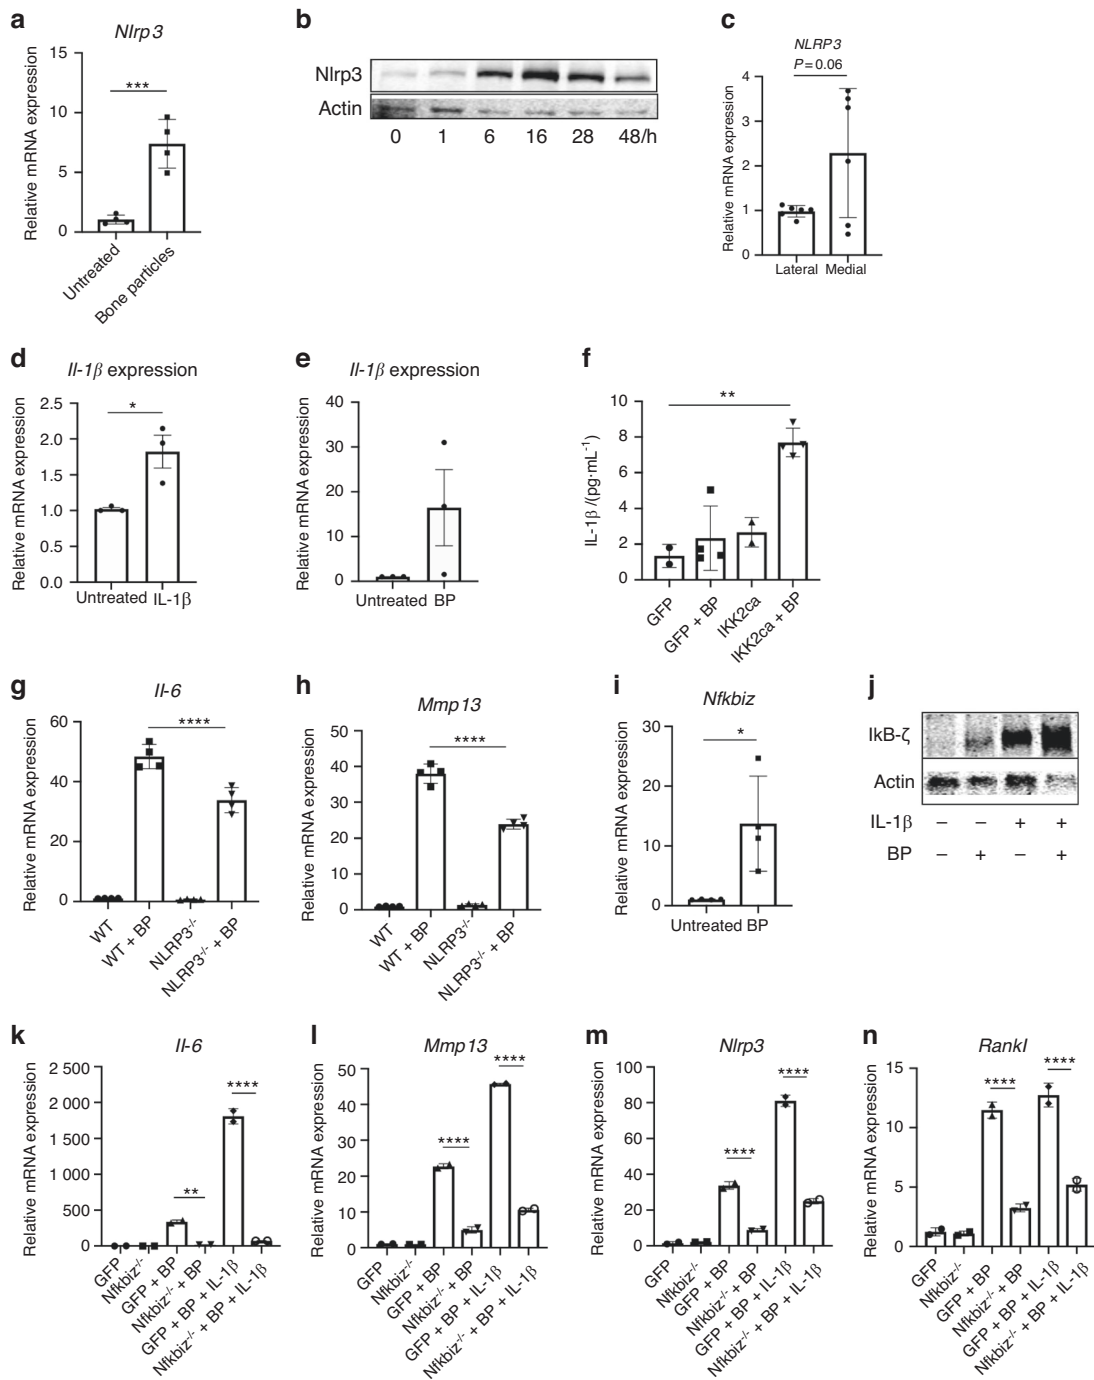 a
Nlrp3
Relative mRNA expression
15
10
5
0
***
Untreated
Bone particles
b
Nlrp3
Actin
0 1 6 16 28 48/h
c
NLRP3
P = 0.06
Relative mRNA expression
4
3
2
1
0
Lateral Medial
d
Il-1β expression
Relative mRNA expression
2.5
2.0
1.5
1.0
0.5
0.0
*
Untreated IL-1β
e
Il-1β expression
Relative mRNA expression
40
30
20
10
0
Untreated BP
f
IL-1β /(pg·mL⁻¹)
10
8
6
4
2
0
**
GFP
GFP + BP
IKK2ca
IKK2ca + BP
g
Il-6
Relative mRNA expression
60
40
20
0
****
WT
WT + BP
NLRP3⁻/⁻
NLRP3⁻/⁻ + BP
h
Mmp13
Relative mRNA expression
50
40
30
20
10
0
****
WT
WT + BP
NLRP3⁻/⁻
NLRP3⁻/⁻ + BP
i
Nfkbiz
Relative mRNA expression
30
20
10
0
*
Untreated BP
j
IkB-ζ
Actin
IL-1β – – + +
BP – + – +
k
Il-6
Relative mRNA expression
2 500
2 000
1 500
1 000
500
0
**
****
GFP
Nfkbiz⁻/⁻
GFP + BP
Nfkbiz⁻/⁻ + BP
GFP + BP + IL-1β
Nfkbiz⁻/⁻ + BP + IL-1β
l
Mmp13
Relative mRNA expression
50
40
30
20
10
0
****
****
GFP
Nfkbiz⁻/⁻
GFP + BP
Nfkbiz⁻/⁻ + BP
GFP + BP + IL-1β
Nfkbiz⁻/⁻ + BP + IL-1β
m
Nlrp3
Relative mRNA expression
100
80
60
40
20
0
****
****
GFP
Nfkbiz⁻/⁻
GFP + BP
Nfkbiz⁻/⁻ + BP
GFP + BP + IL-1β
Nfkbiz⁻/⁻ + BP + IL-1β
n
Rankl
Relative mRNA expression
15
10
5
0
****
****
GFP
Nfkbiz⁻/⁻
GFP + BP
Nfkbiz⁻/⁻ + BP
GFP + BP + IL-1β
Nfkbiz⁻/⁻ + BP + IL-1β